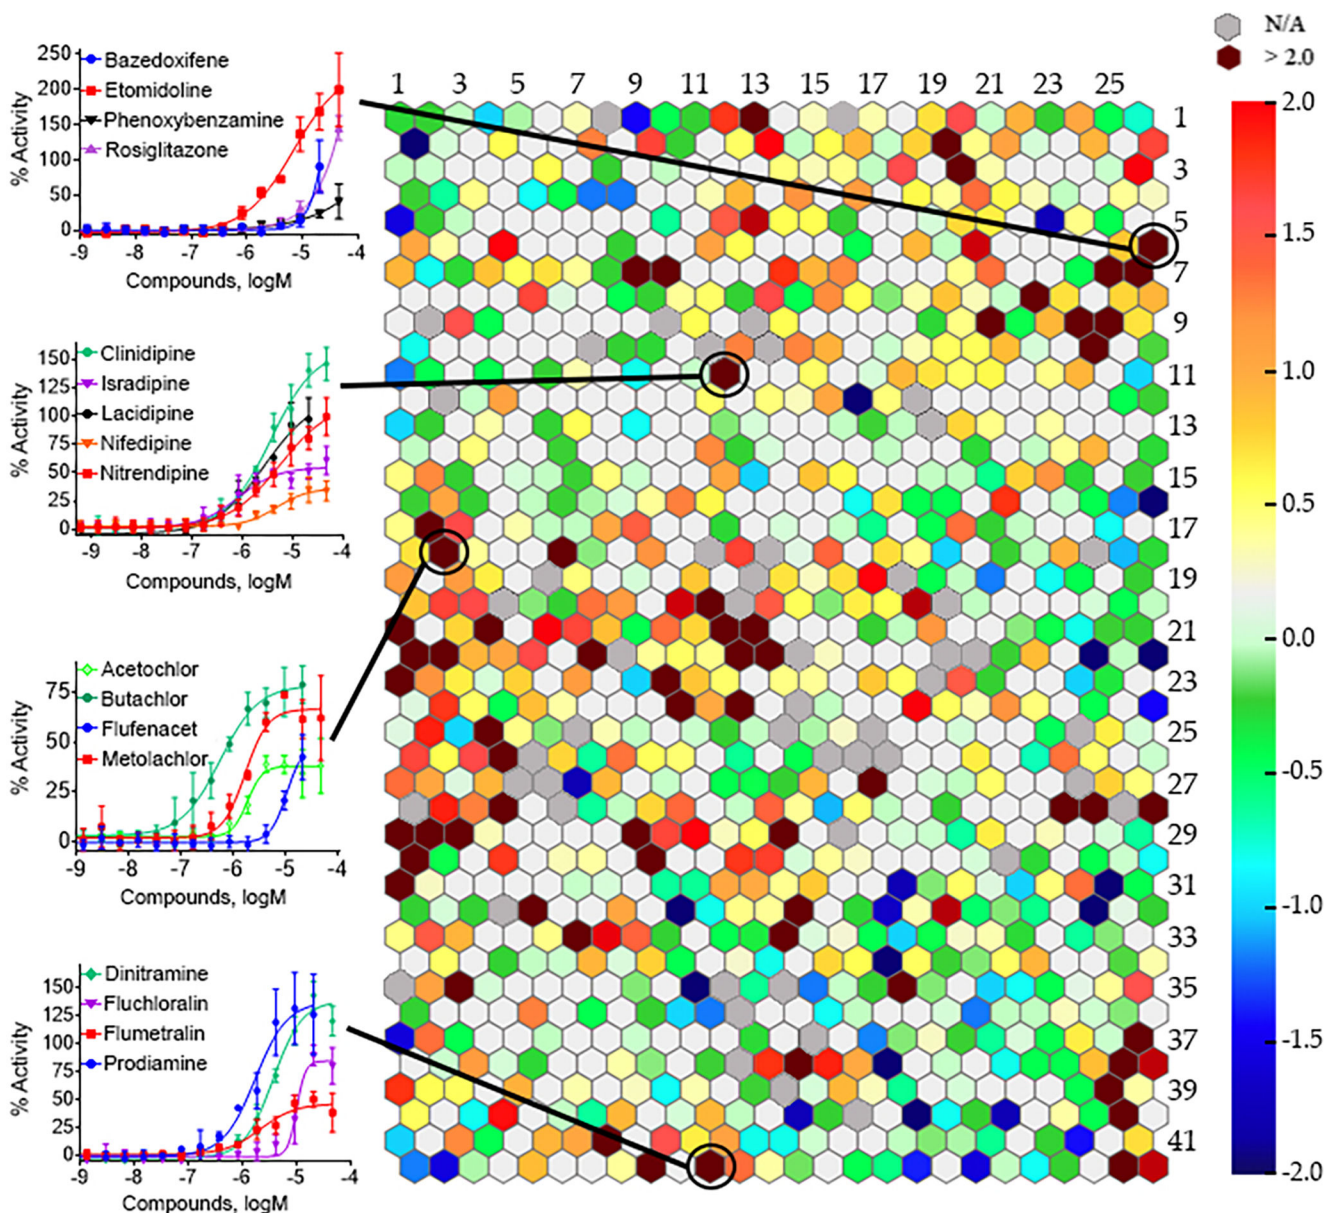 N/A
> 2.0
1 3 5 7 9 11 13 15 17 19 21 23 25
1
3
5
7
9
11
13
15
17
19
21
23
25
27
29
31
33
35
37
39
41
2.0
1.5
1.0
0.5
0.0
-0.5
-1.0
-1.5
-2.0
% Activity
250
200
150
100
50
0
Bazedoxifene
Etomidoline
Phenoxybenzamine
Rosiglitazone
-9 -8 -7 -6 -5 -4
Compounds, logM
% Activity
150
125
100
75
50
25
0
Clinidipine
Isradipine
Lacidipine
Nifedipine
Nitrendipine
-9 -8 -7 -6 -5 -4
Compounds, logM
% Activity
75
50
25
0
Acetochlor
Butachlor
Flufenacet
Metolachlor
-9 -8 -7 -6 -5 -4
Compounds, logM
% Activity
150
125
100
75
50
25
0
Dinitramine
Fluchloralin
Flumetralin
Prodiamine
-9 -8 -7 -6 -5 -4
Compounds, logM